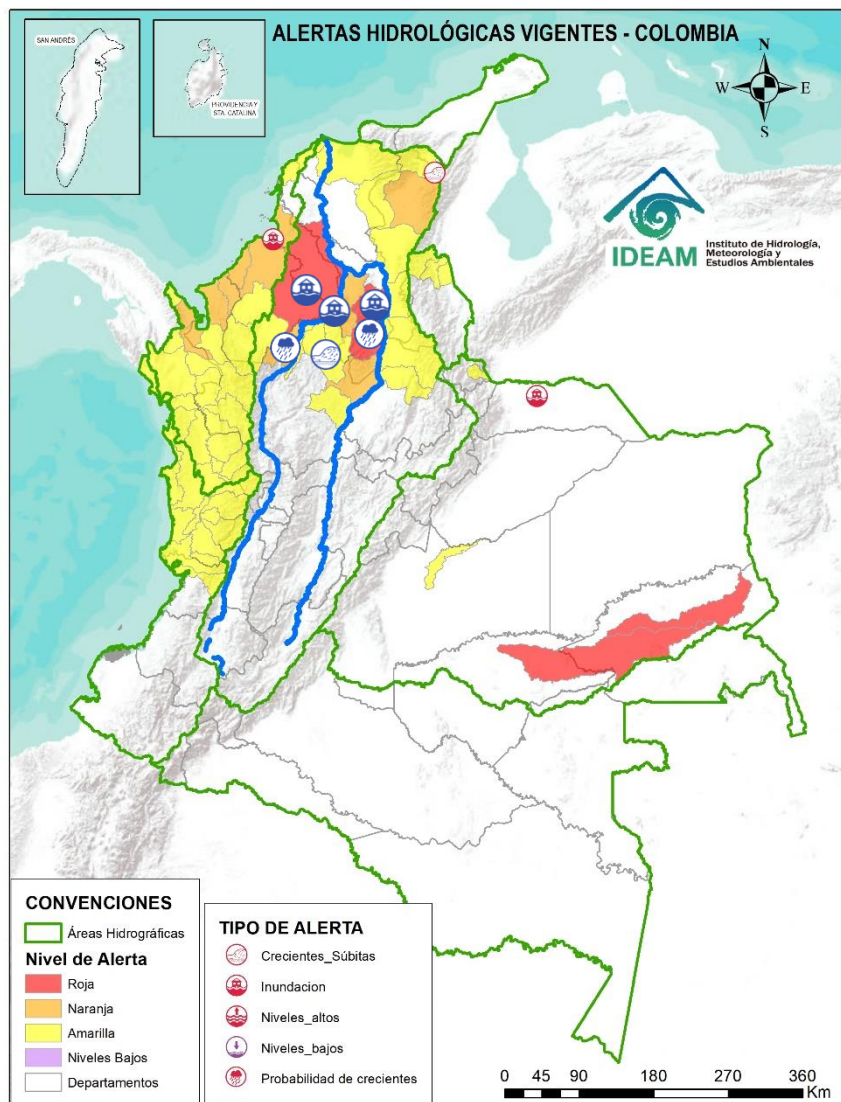 ALERTAS HIDROLÓGICAS VIGENTES - COLOMBIA
SAN ANDRÉS
PROVIDENCIA Y
STA. CATALINA
N
W
E
S
IDEAM
Instituto de Hidrología,
Meteorología y
Estudios Ambientales
CONVENCIONES
Áreas Hidrográficas
Nivel de Alerta
Roja
Naranja
Amarilla
Niveles Bajos
Departamentos
TIPO DE ALERTA
Crecientes_Súbitas
Inundacion
Niveles_altos
Niveles_bajos
Probabilidad de crecientes
0 45 90 180 270 360
Km